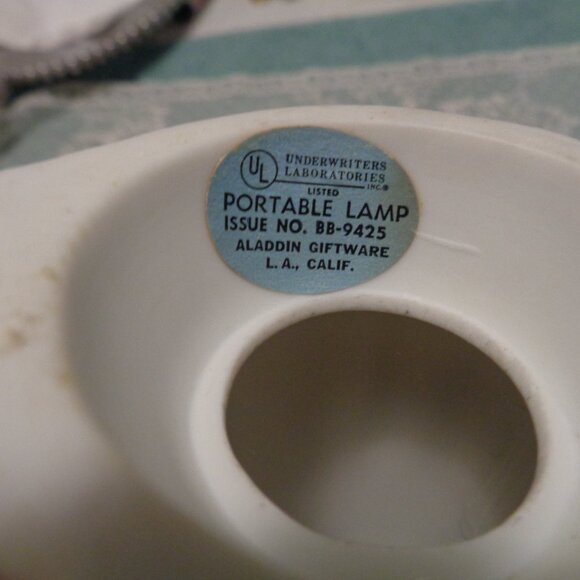 UL
UNDERWRITERS
LABORATORIES
INC.®
LISTED
PORTABLE LAMP
ISSUE NO. BB-9425
ALADDIN GIFTWARE
L.A., CALIF.